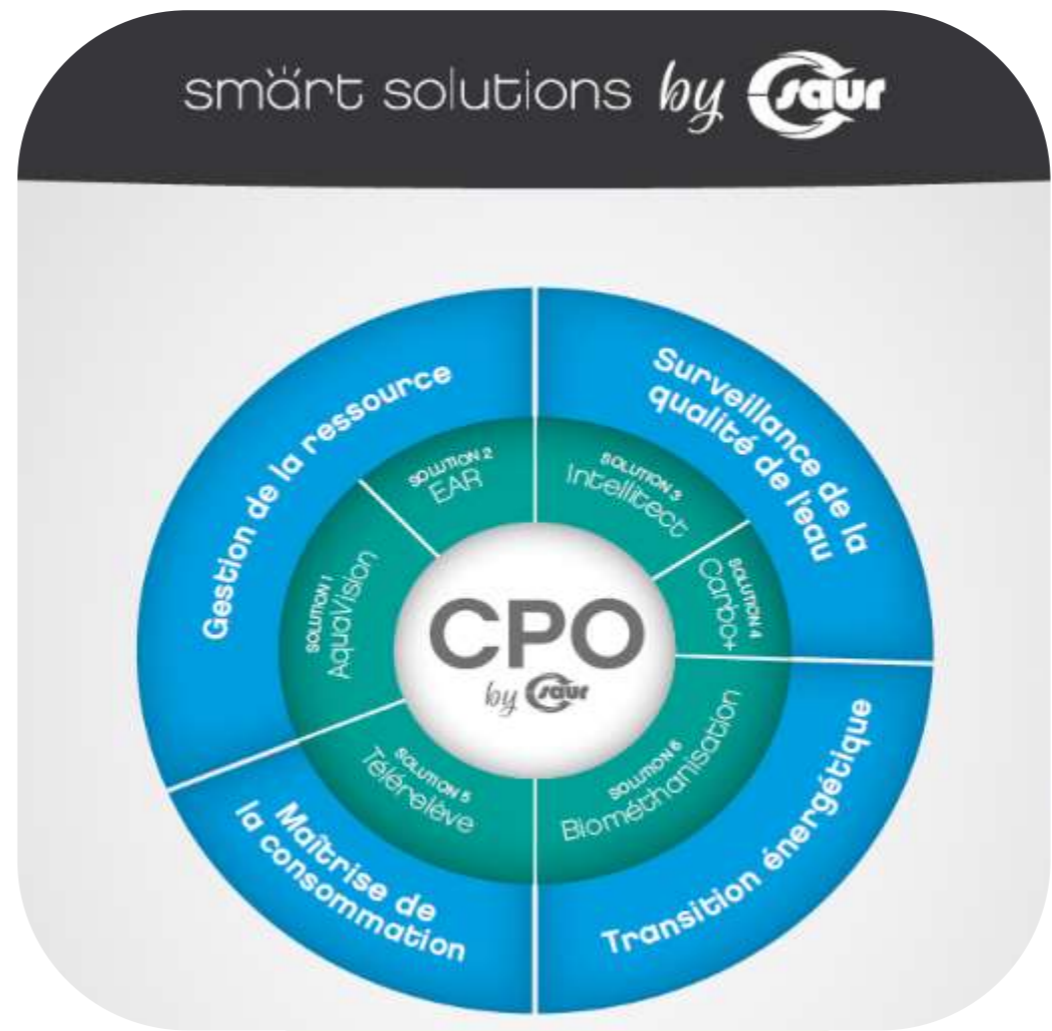 smärt solutions by saur
Gestion de la ressource
Surveillance de la
qualité de l'eau
SOLUTION 1
AquaVision
SOLUTION 2
EAR
SOLUTION 3
Intellitect
SOLUTION 4
Carbo+
CPO
by saur
SOLUTION 5
Télérelève
SOLUTION 6
Biométhanisation
Maîtrise de
la consommation
Transition énergétique